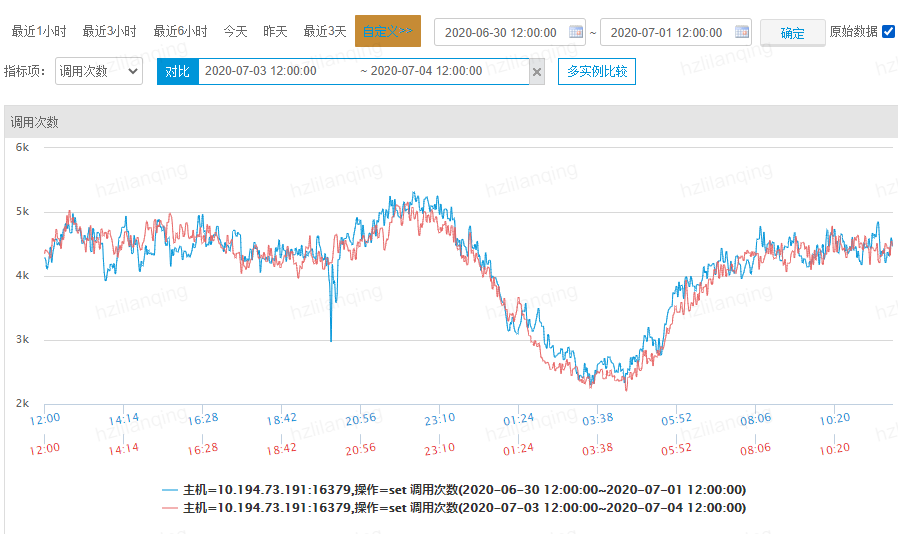 最近1小时 最近3小时 最近6小时 今天 昨天 最近3天 自定义>> 2020-06-30 12:00:00 ~ 2020-07-01 12:00:00 确定 原始数据
指标项: 调用次数 对比 2020-07-03 12:00:00 ~ 2020-07-04 12:00:00 × 多实例比较
调用次数
6k
5k
4k
3k
2k
12:00 14:14 16:28 18:42 20:56 23:10 01:24 03:38 05:52 08:06 10:20
12:00 14:14 16:28 18:42 20:56 23:10 01:24 03:38 05:52 08:06 10:20
主机=10.194.73.191:16379,操作=set 调用次数(2020-06-30 12:00:00~2020-07-01 12:00:00)
主机=10.194.73.191:16379,操作=set 调用次数(2020-07-03 12:00:00~2020-07-04 12:00:00)
hzlilanqing